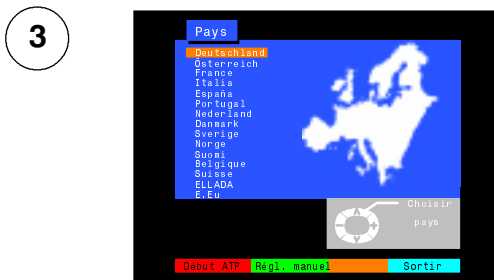 3
Pays
Deutschland
Österreich
France
Italia
España
Portugal
Nederland
Danmark
Sverige
Norge
Suomi
Belgique
Suisse
ELLADA
E.Eu
Choisir
pays
Début ATP Régl. manuel Sortir